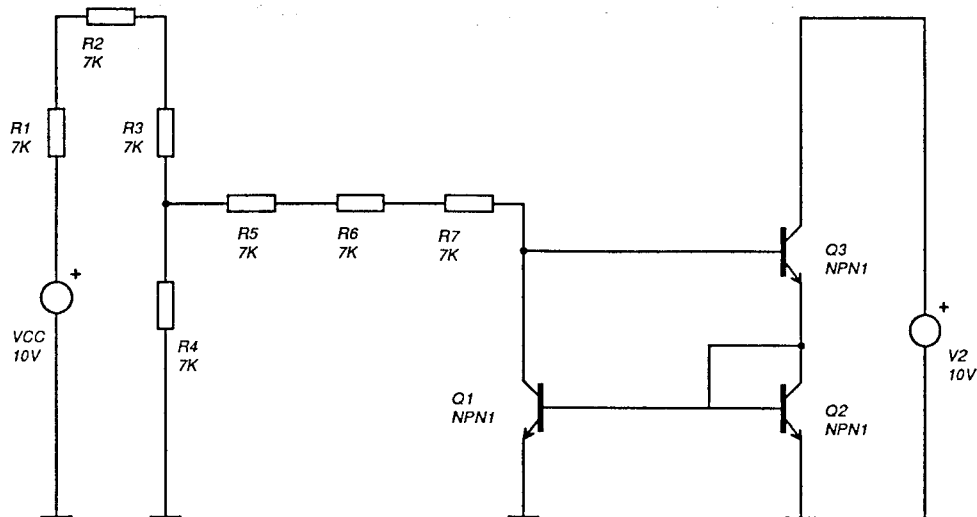 R2
7K
R1
7K
R3
7K
R5
7K
R6
7K
R7
7K
Q3
NPN1
+
VCC
10V
R4
7K
+
V2
10V
Q1
NPN1
Q2
NPN1